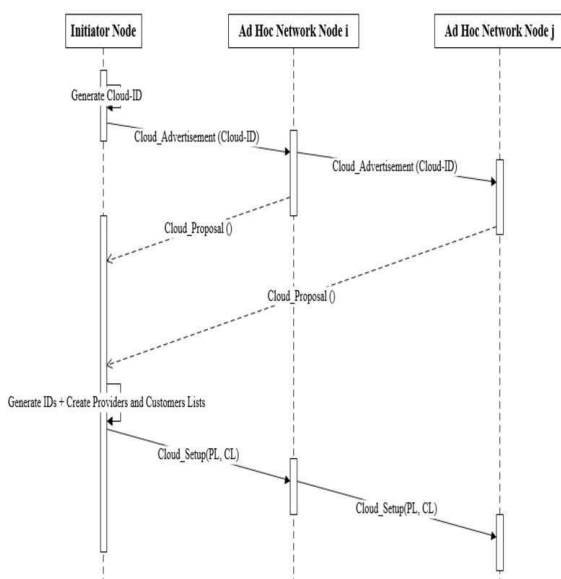 Initiator Node
Ad Hoc Network Node i
Ad Hoc Network Node j
Generate Cloud-ID
Cloud_Advertisement (Cloud-ID)
Cloud_Advertisement (Cloud-ID)
Cloud_Proposal ()
Cloud_Proposal ()
Generate IDs + Create Providers and Customers Lists
Cloud_Setup(PL, CL)
Cloud_Setup(PL, CL)